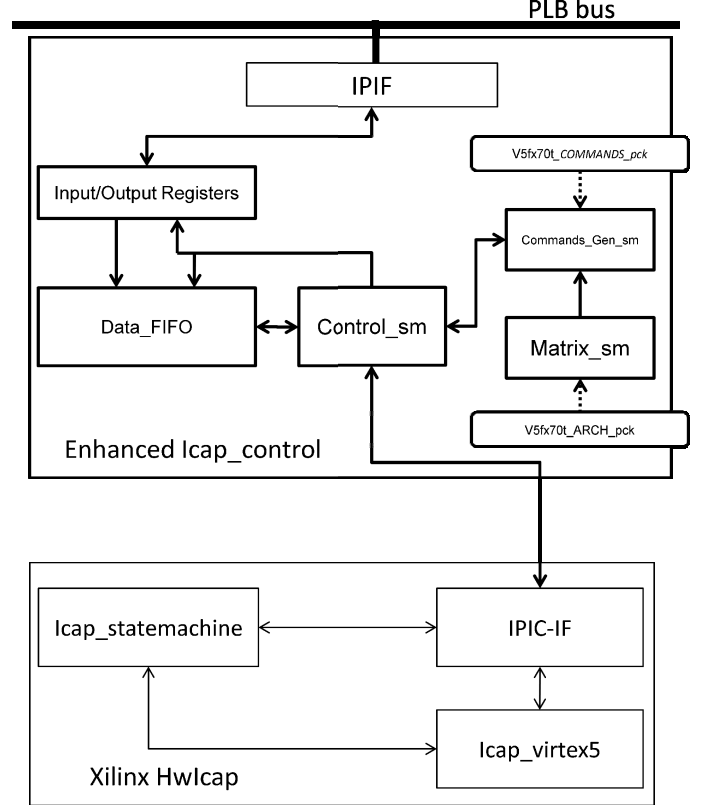 PLB bus
IPIF
V5fx70t_COMMANDS_pck
Input/Output Registers
Commands_Gen_sm
Data_FIFO
Control_sm
Matrix_sm
V5fx70t_ARCH_pck
Enhanced Icap_control
Icap_statemachine
IPIC-IF
Icap_virtex5
Xilinx HwIcap